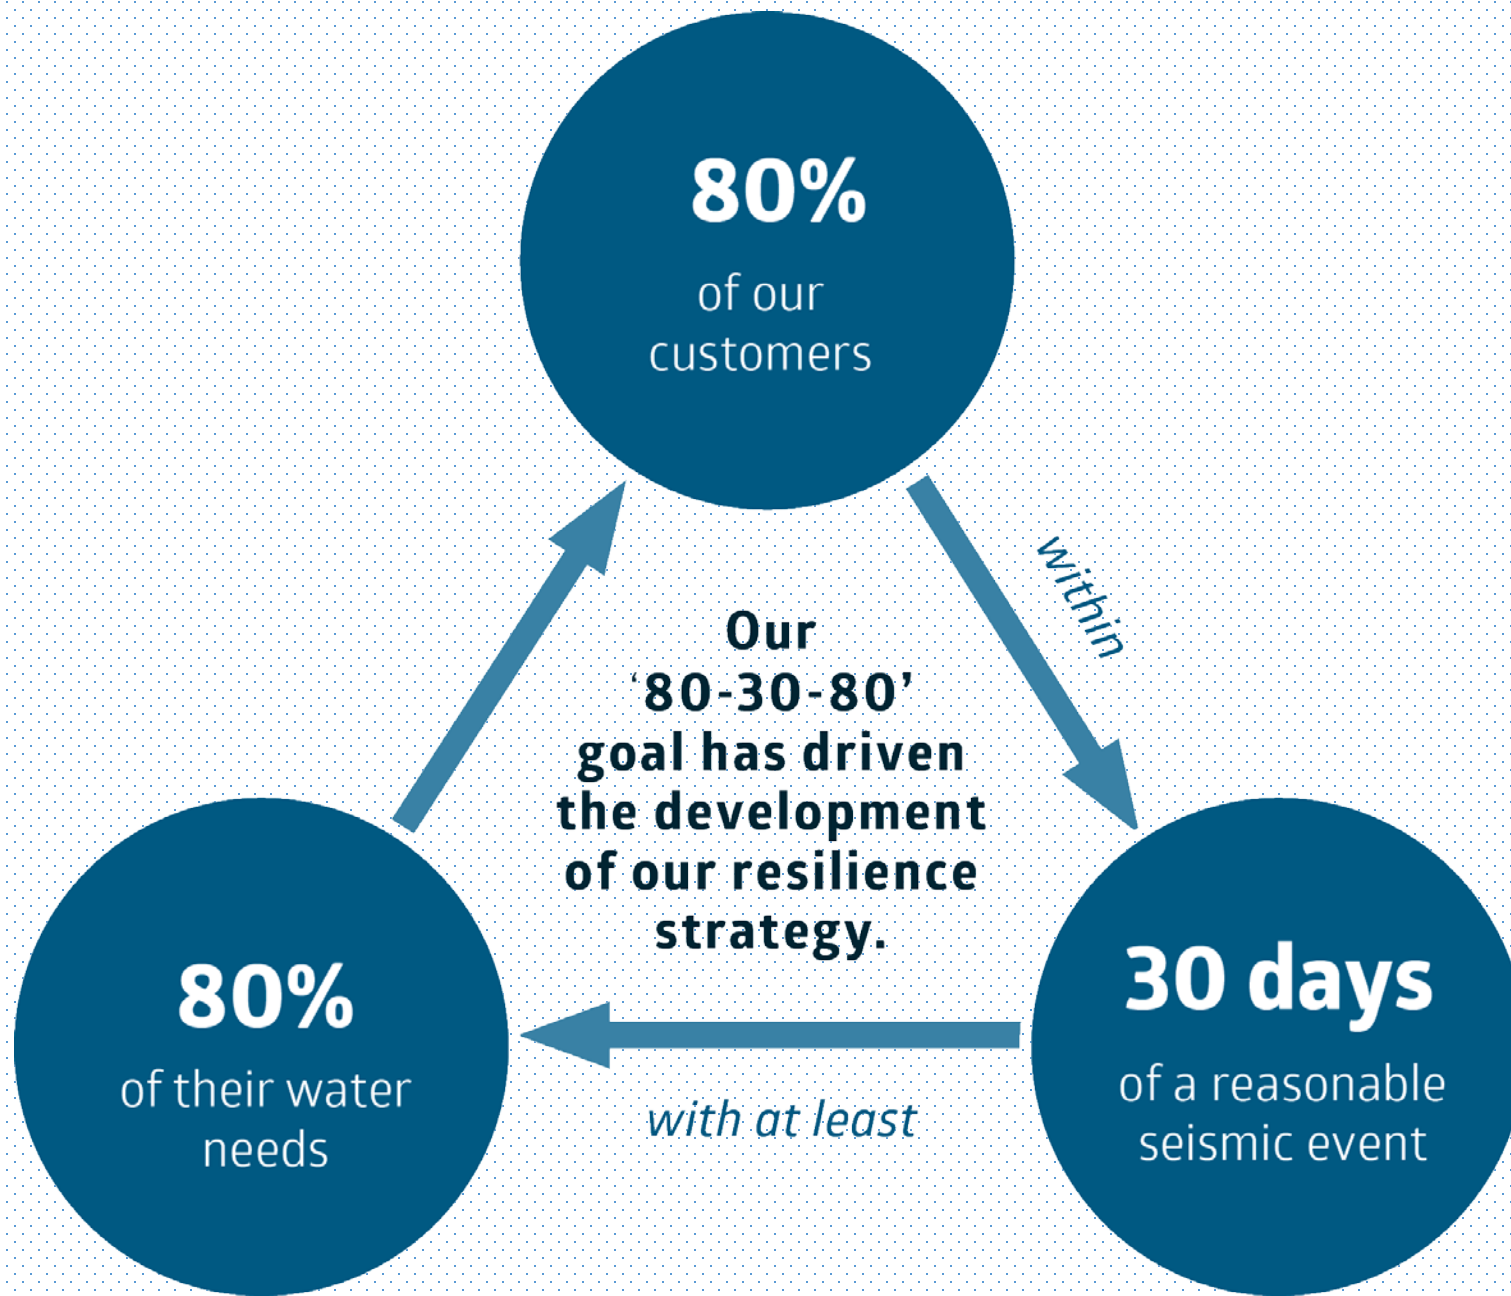 80%
of our
customers
within
Our
‘80-30-80’
goal has driven
the development
of our resilience
strategy.
30 days
of a reasonable
seismic event
with at least
80%
of their water
needs